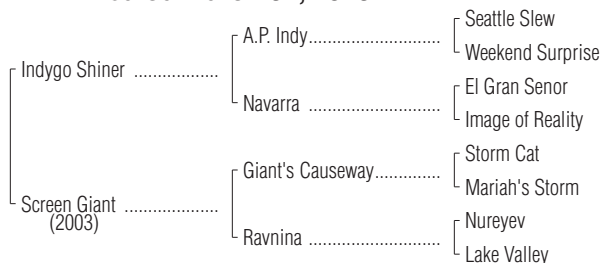 Seattle Slew
A.P. Indy
Weekend Surprise
Indygo Shiner
El Gran Senor
Navarra
Image of Reality
Storm Cat
Giant's Causeway
Mariah's Storm
Screen Giant
(2003)
Nureyev
Ravnina
Lake Valley